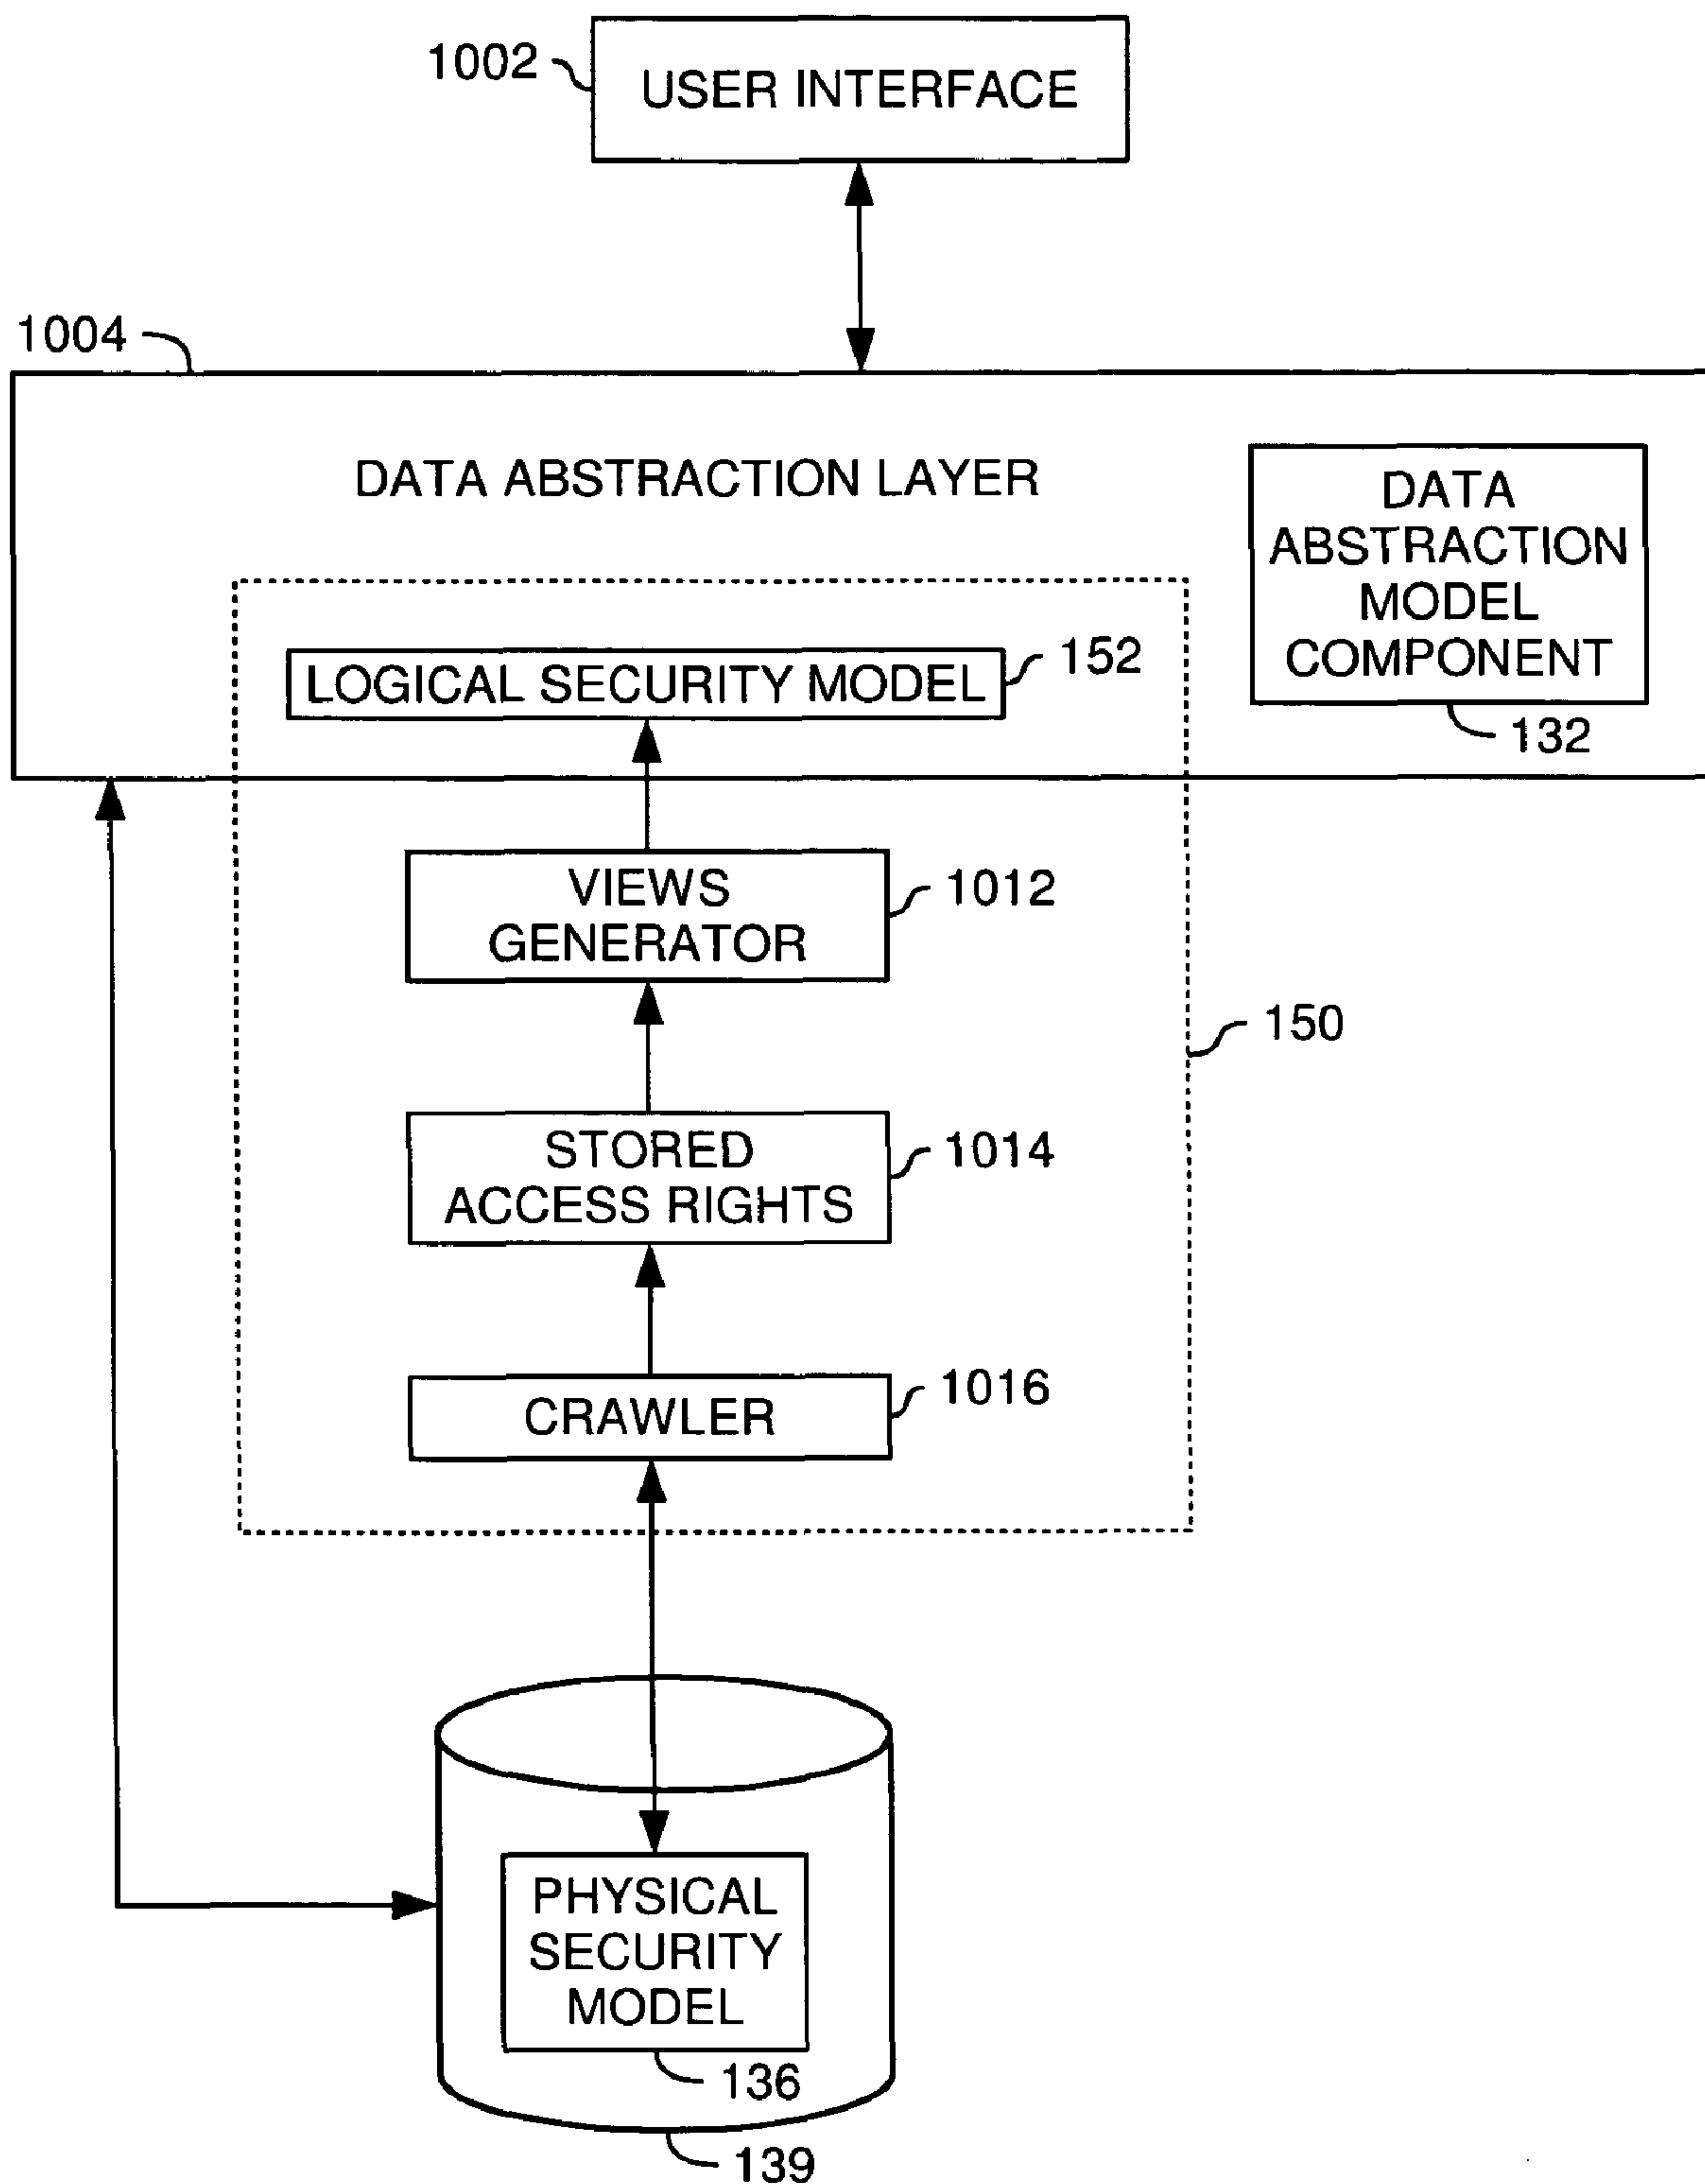 1002
USER INTERFACE
1004
DATA ABSTRACTION LAYER
DATA
ABSTRACTION
MODEL
COMPONENT
132
LOGICAL SECURITY MODEL
152
VIEWS
GENERATOR
1012
150
STORED
ACCESS RIGHTS
1014
CRAWLER
1016
PHYSICAL
SECURITY
MODEL
136
139